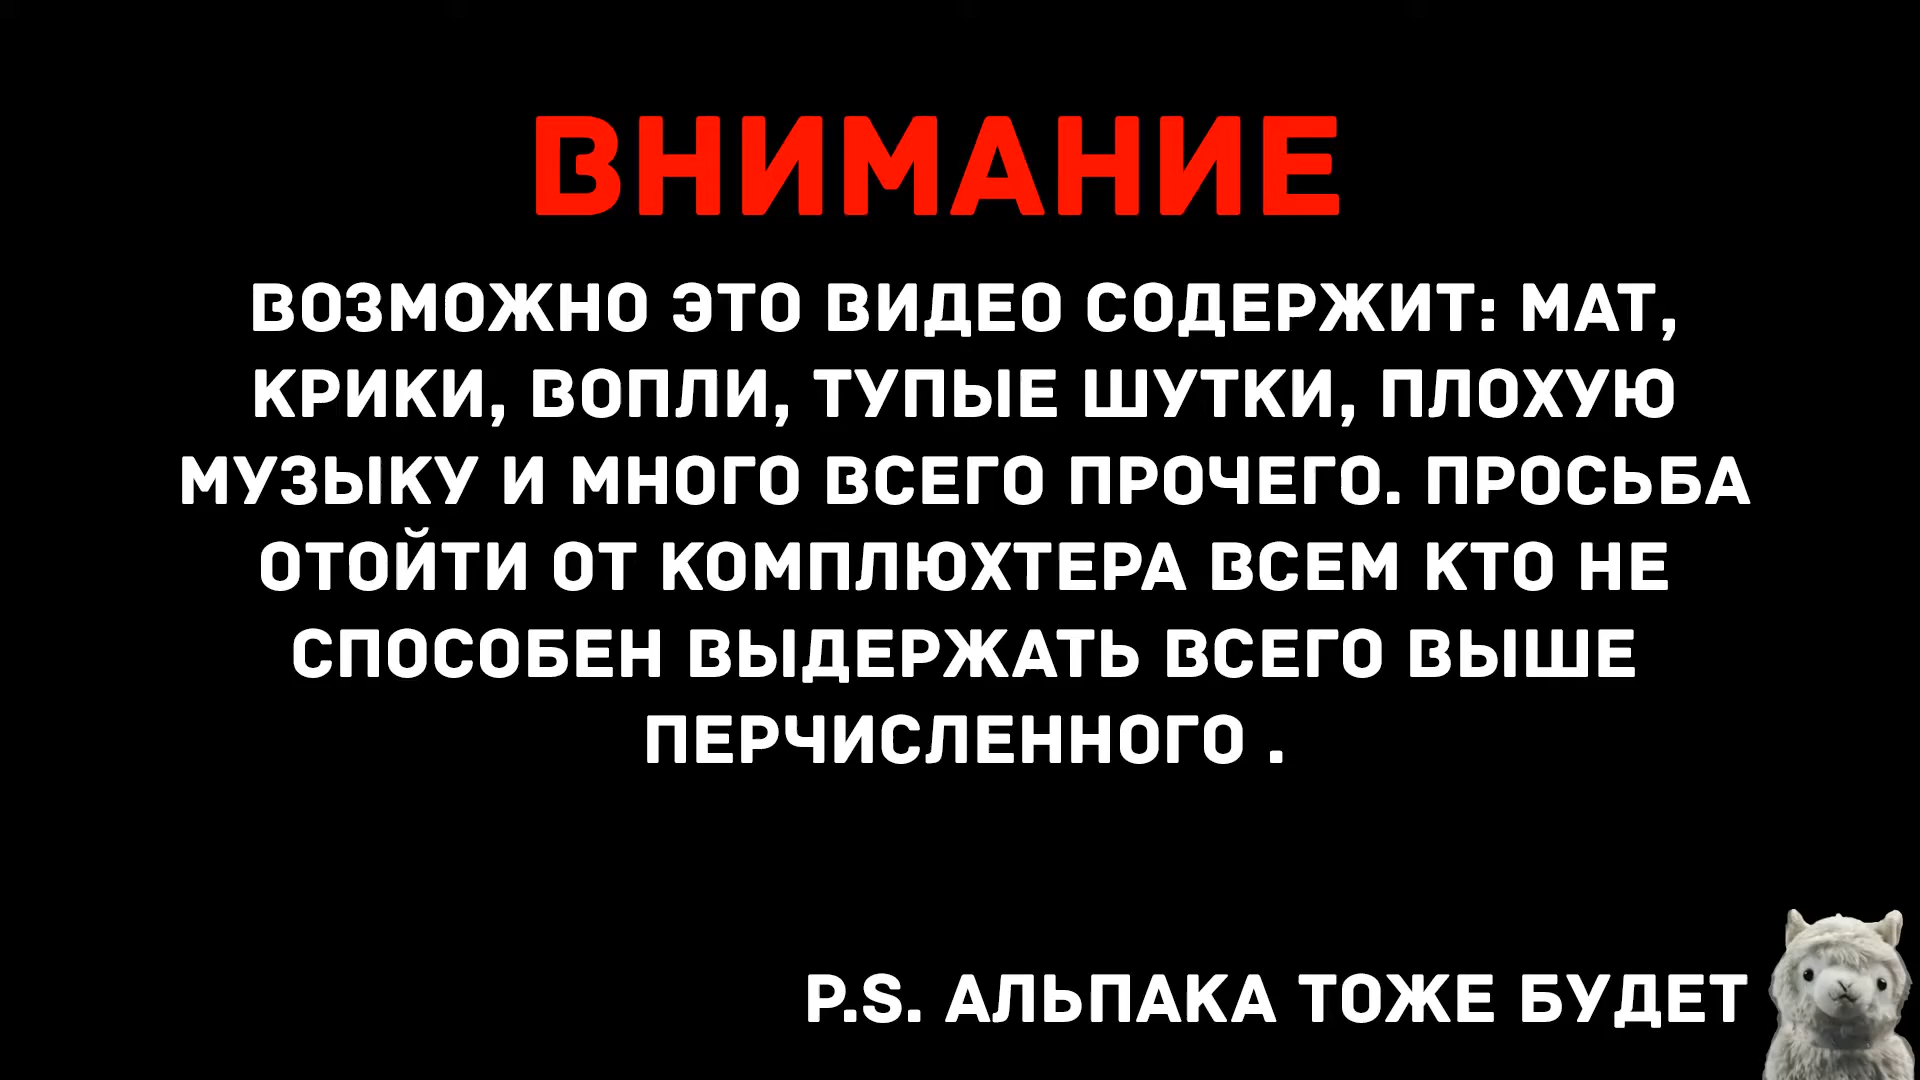 ВНИМАНИЕ
ВОЗМОЖНО ЭТО ВИДЕО СОДЕРЖИТ: МАТ,
КРИКИ, ВОПЛИ, ТУПЫЕ ШУТКИ, ПЛОХУЮ
МУЗЫКУ И МНОГО ВСЕГО ПРОЧЕГО. ПРОСЬБА
ОТОЙТИ ОТ КОМПЛЮХТЕРА ВСЕМ КТО НЕ
СПОСОБЕН ВЫДЕРЖАТЬ ВСЕГО ВЫШЕ
ПЕРЧИСЛЕННОГО .
P.S. АЛЬПАКА ТОЖЕ БУДЕТ